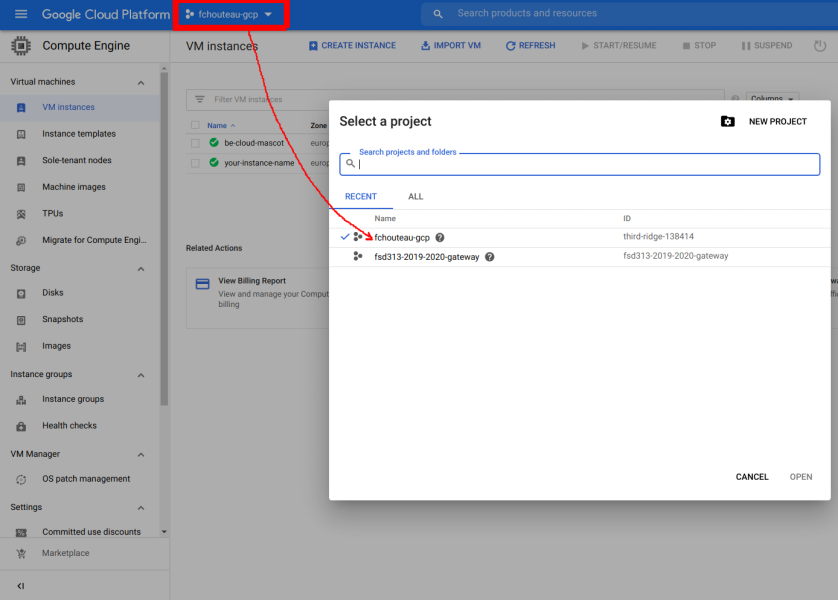 Google Cloud Platform
fchouteau-gcp
Search products and resources
Compute Engine
VM instances
CREATE INSTANCE
IMPORT VM
REFRESH
START/RESUME
STOP
SUSPEND
Virtual machines
VM instances
Instance templates
Sole-tenant nodes
Machine images
TPUs
Migrate for Compute Engi...
Storage
Disks
Snapshots
Images
Instance groups
Instance groups
Health checks
VM Manager
OS patch management
Settings
Committed use discounts
Marketplace
Filter VM instances
Columns
Name
Zone
be-cloud-mascot
your-instance-name
Related Actions
View Billing Report
View and manage your Comput
billing
Select a project
NEW PROJECT
Search projects and folders
RECENT
ALL
Name
ID
fchouteau-gcp
third-ridge-138414
fsd313-2019-2020-gateway
fsd313-2019-2020-gateway
CANCEL
OPEN